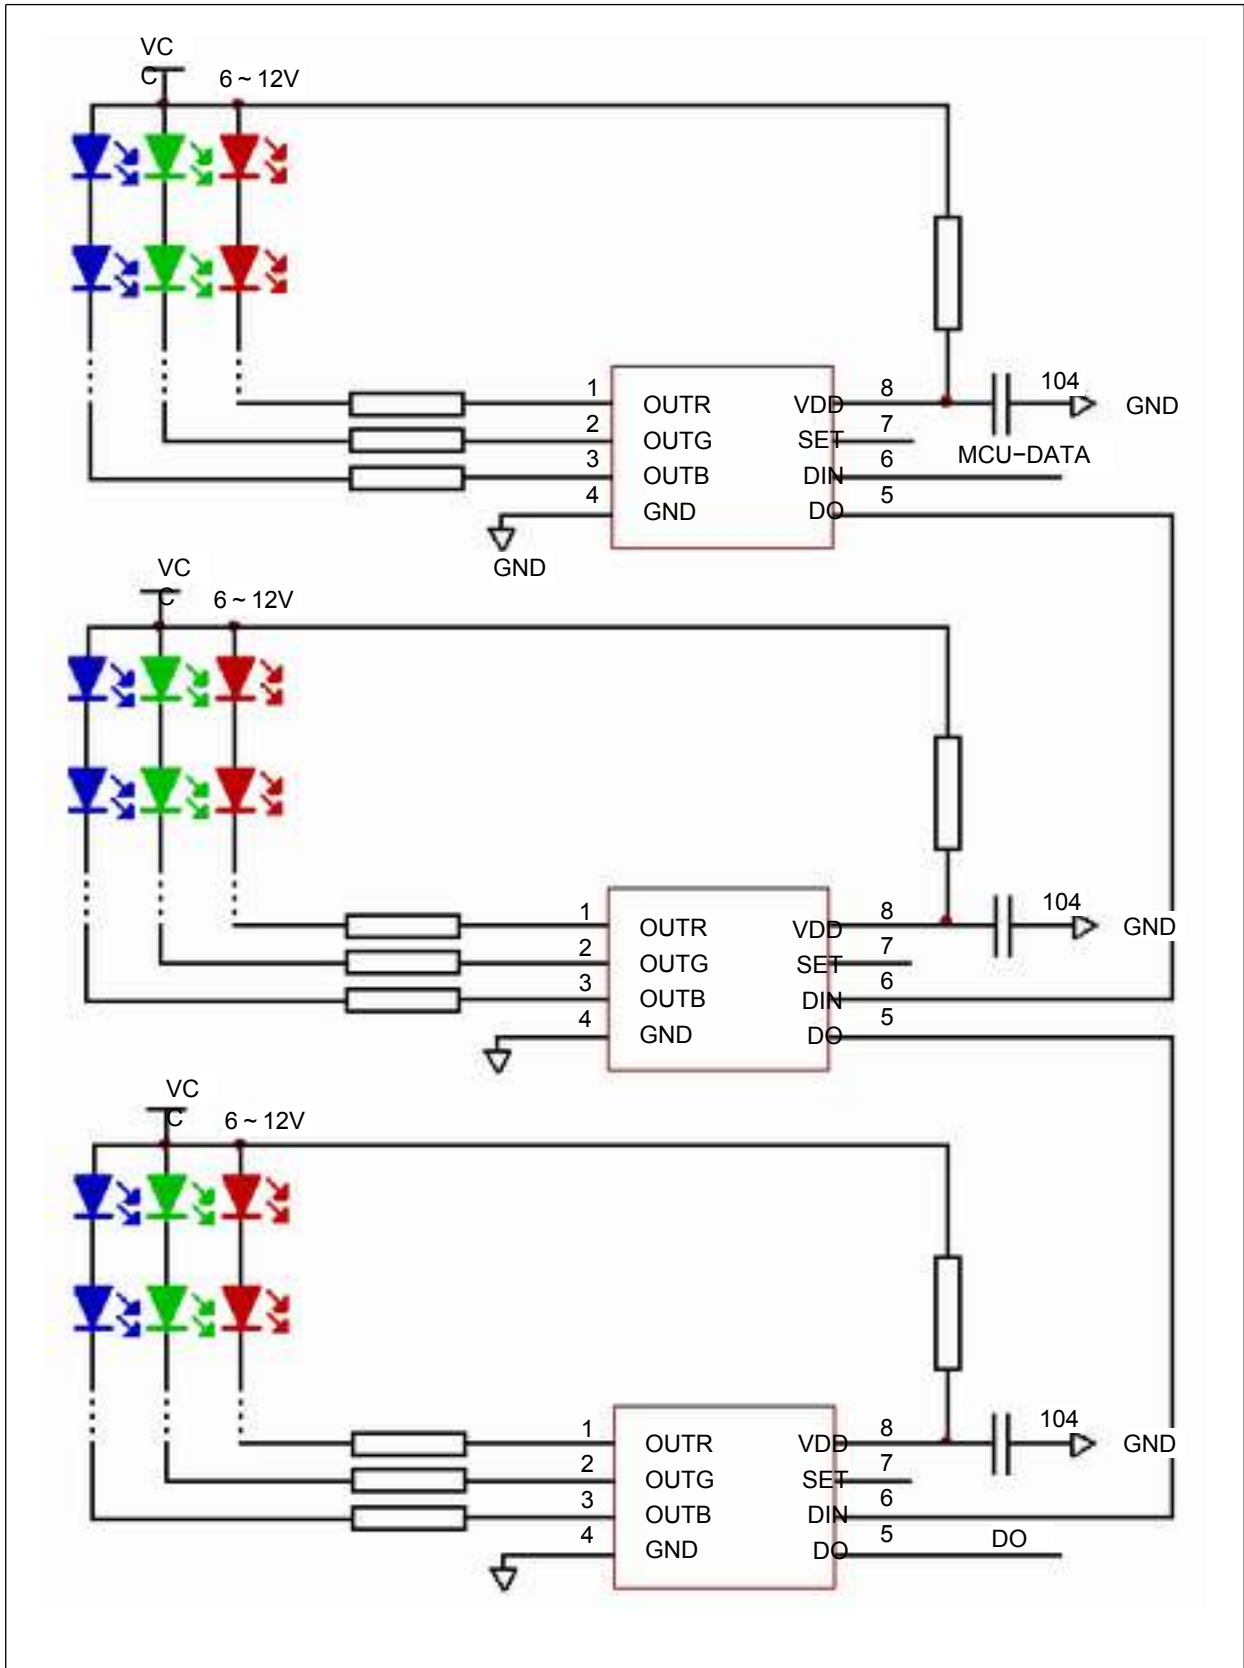 VC
C
6 ~ 12V
1
OUTR
VDD
8
104
GND
2
OUTG
SET
7
MCU−DATA
3
OUTB
DIN
6
4
GND
DO
5
GND
VC
C
6 ~ 12V
1
OUTR
VDD
8
104
GND
2
OUTG
SET
7
3
OUTB
DIN
6
4
GND
DO
5
VC
C
6 ~ 12V
1
OUTR
VDD
8
104
GND
2
OUTG
SET
7
3
OUTB
DIN
6
4
GND
DO
5
DO